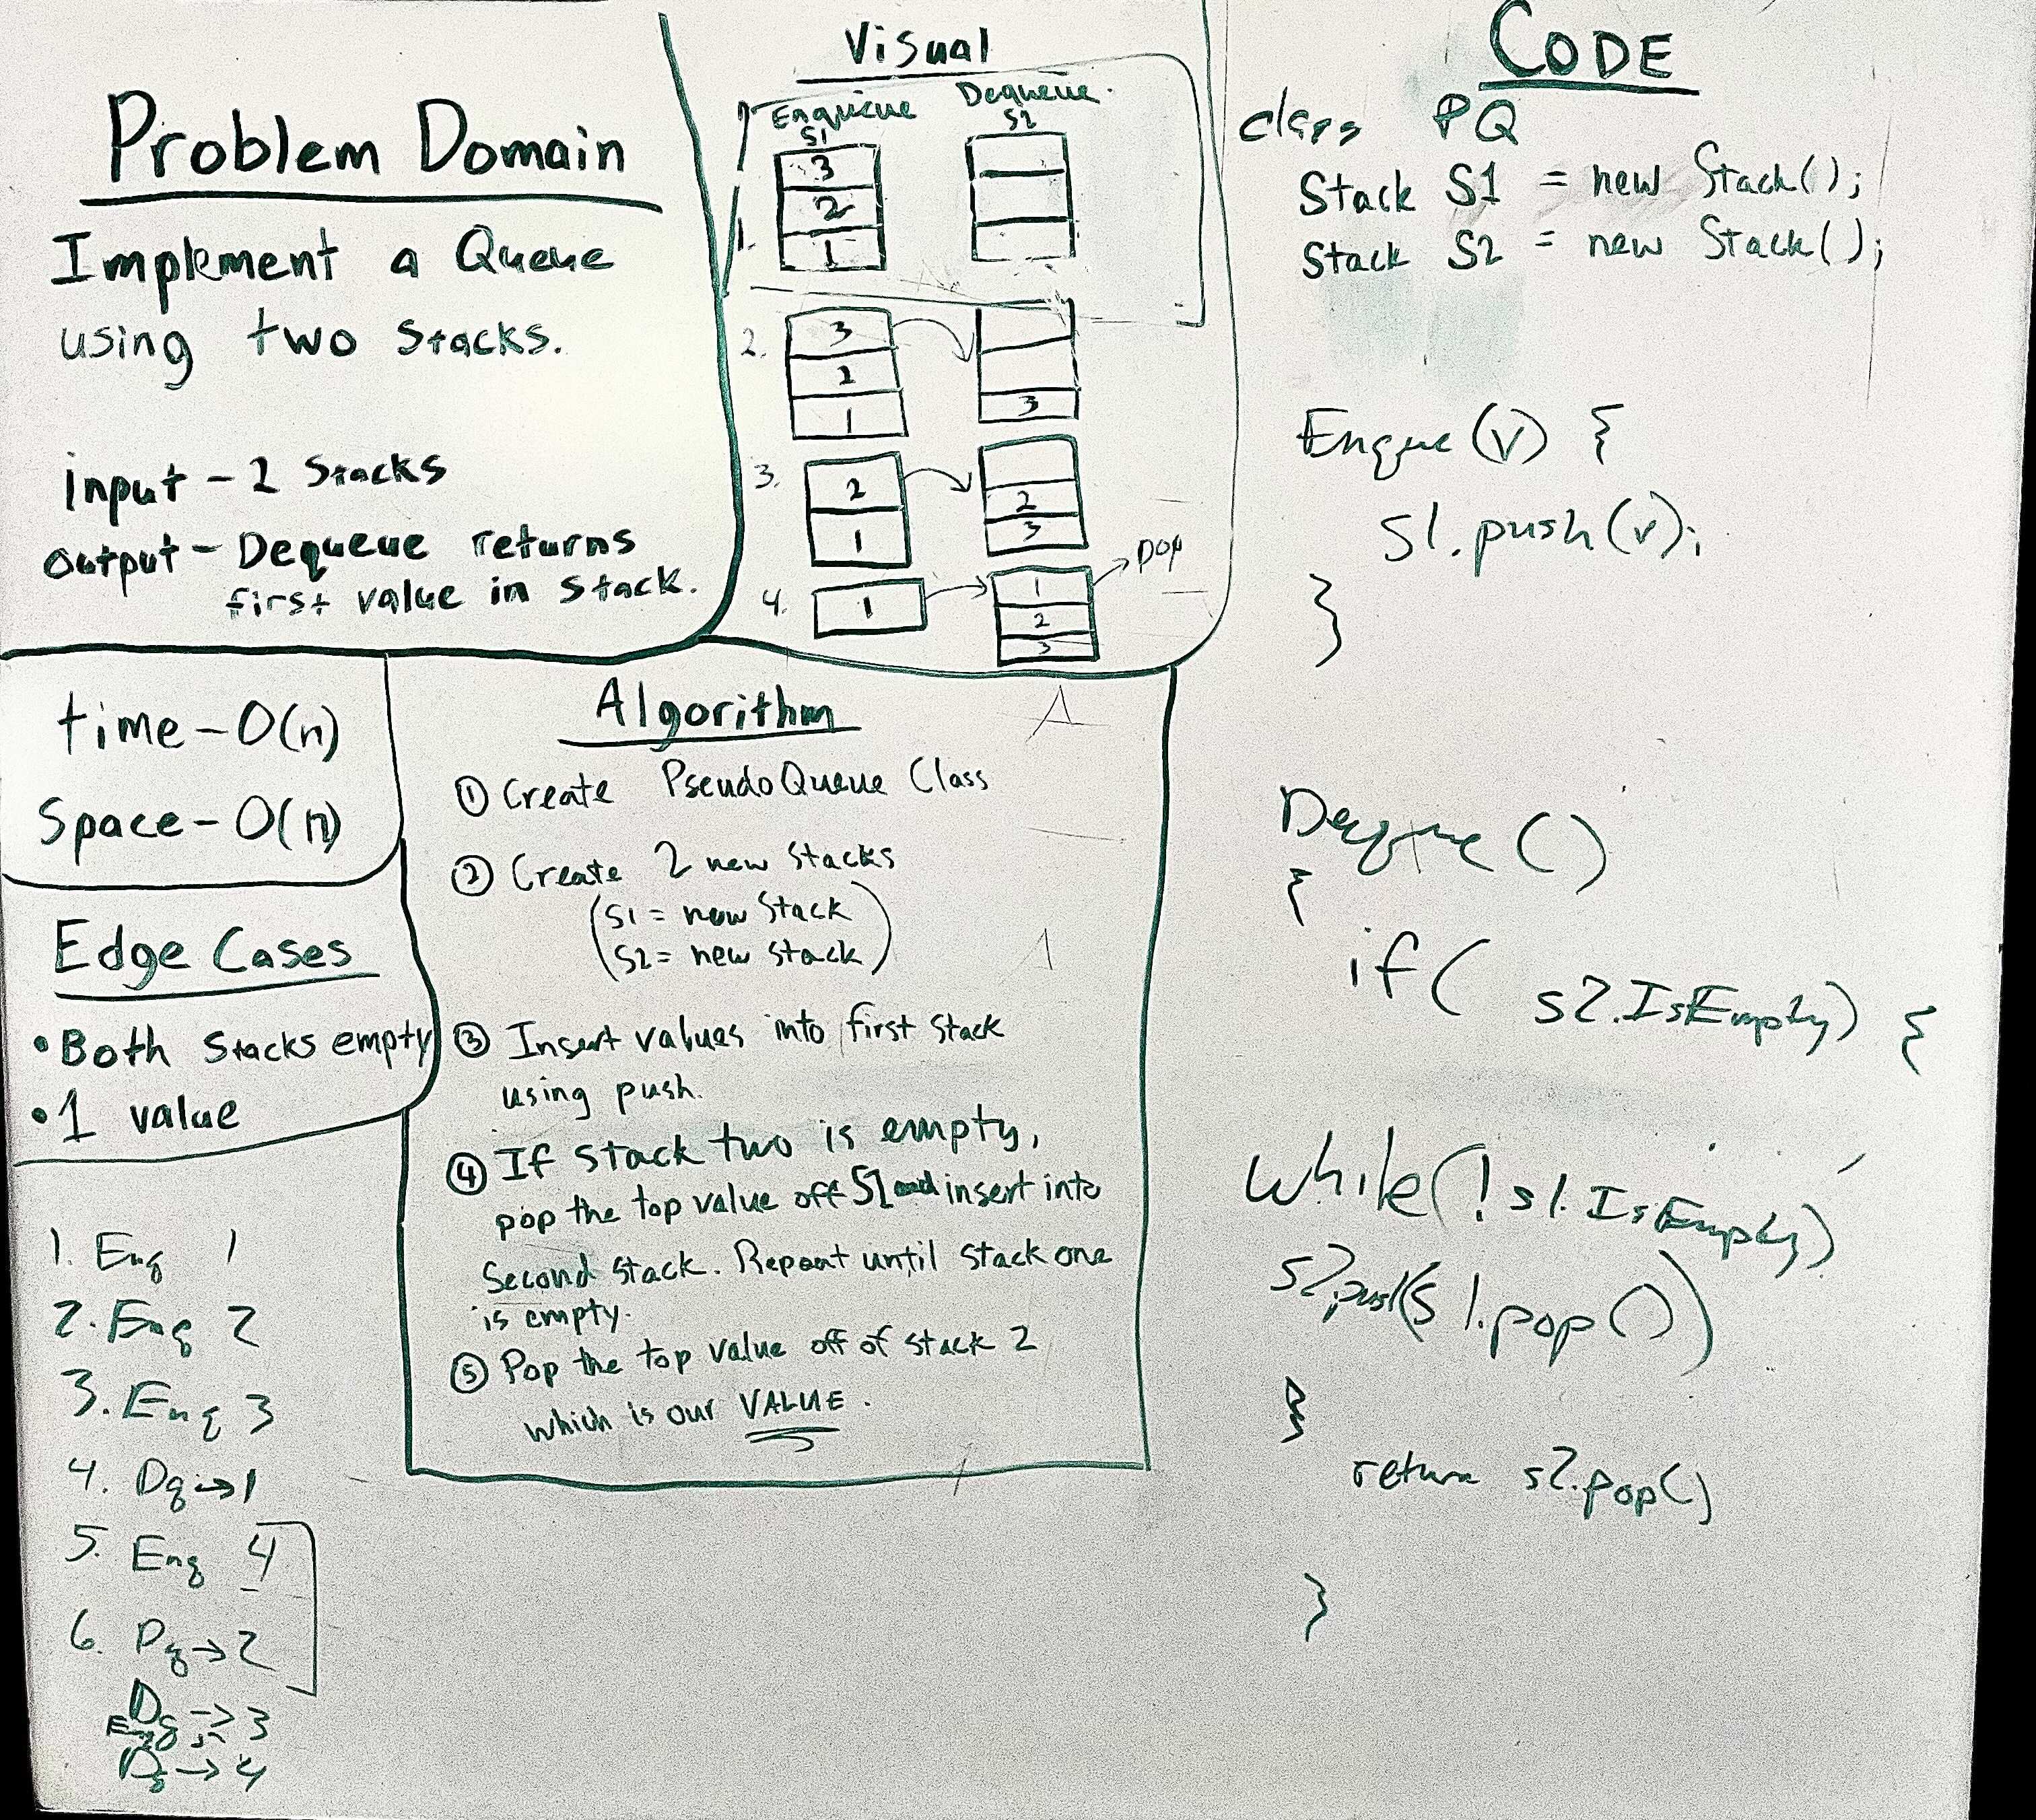 Problem Domain
Implement a Queue
using two Stacks.
input - 2 Stacks
output - Dequeue returns
first value in stack.
Visual
Enqueue Dequeue
S1 S2
3
2
1. 1
2. 3
2
1 3
3. 2
1 2
3
4. 1 1 → pop
2
3
time - O(n)
Space - O(n)
Edge Cases
• Both Stacks empty
• 1 value
1. Enq 1
2. Enq 2
3. Enq 3
4. Dq → 1
5. Enq 4
6. Dq → 2
Dq → 3
Dq → 4
Algorithm
① Create PseudoQueue Class
② Create 2 new Stacks
(S1 = new Stack
S2 = new stack)
③ Insert values into first stack
using push.
④ If stack two is empty,
pop the top value off S1 and insert into
Second stack. Repeat until stack one
is empty.
⑤ Pop the top value off of stack 2
which is our VALUE.
CODE
class PQ
Stack S1 = new Stack();
Stack S2 = new Stack();
Enque(v) {
s1.push(v);
}
Deque()
{
if( s2.IsEmpty) {
while(!s1.IsEmpty)
s2.push(s1.pop())
}
return s2.pop()
}